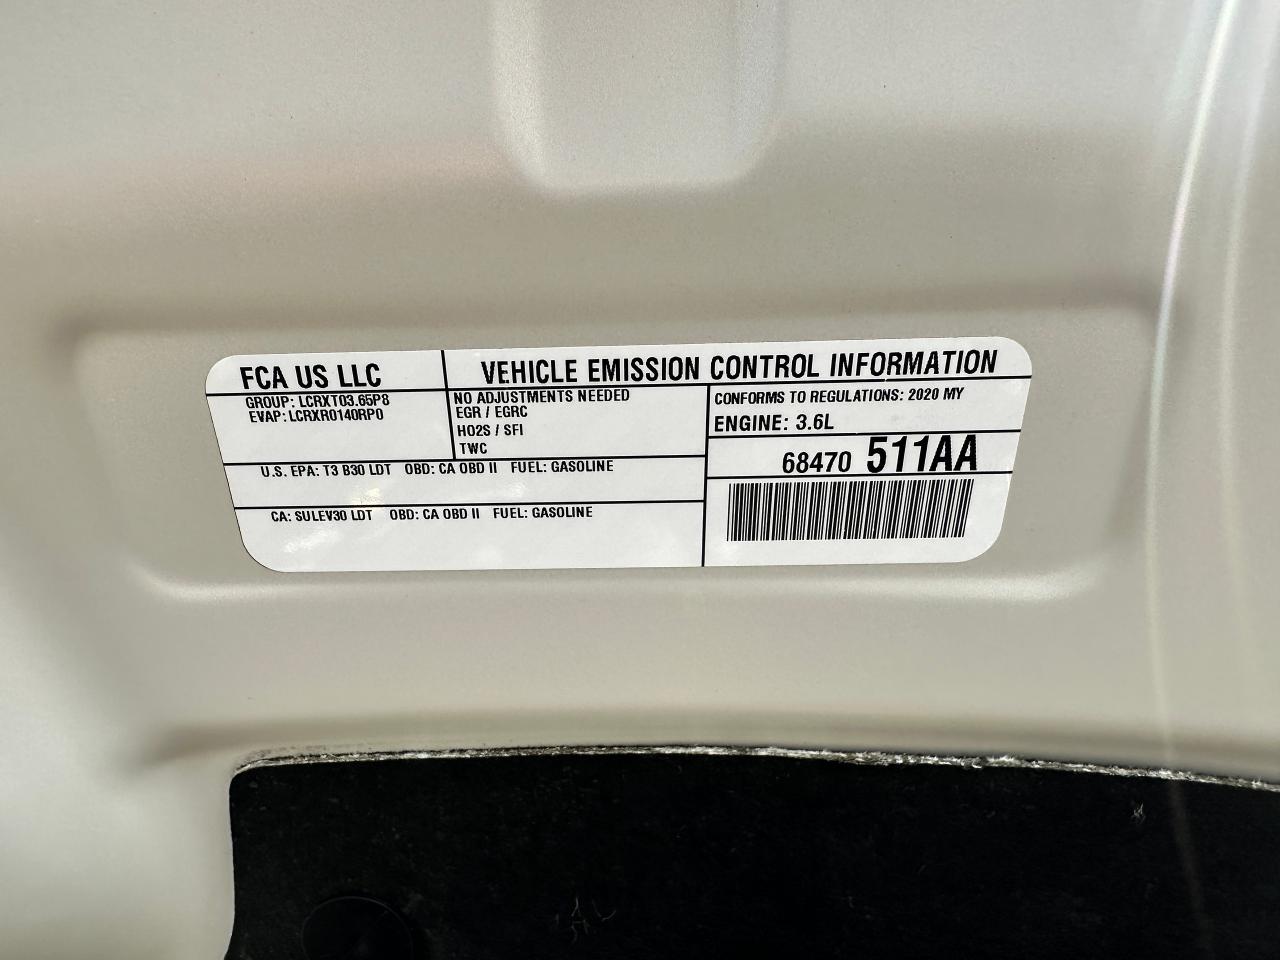 FCA US LLC
VEHICLE EMISSION CONTROL INFORMATION
GROUP: LCRXT03.65P8
EVAP: LCRXR0140RP0
NO ADJUSTMENTS NEEDED
EGR / EGRC
HO2S / SFI
TWC
CONFORMS TO REGULATIONS: 2020 MY
ENGINE: 3.6L
68470 511AA
U.S. EPA: T3 B30 LDT OBD: CA OBD II FUEL: GASOLINE
CA: SULEV30 LDT OBD: CA OBD II FUEL: GASOLINE